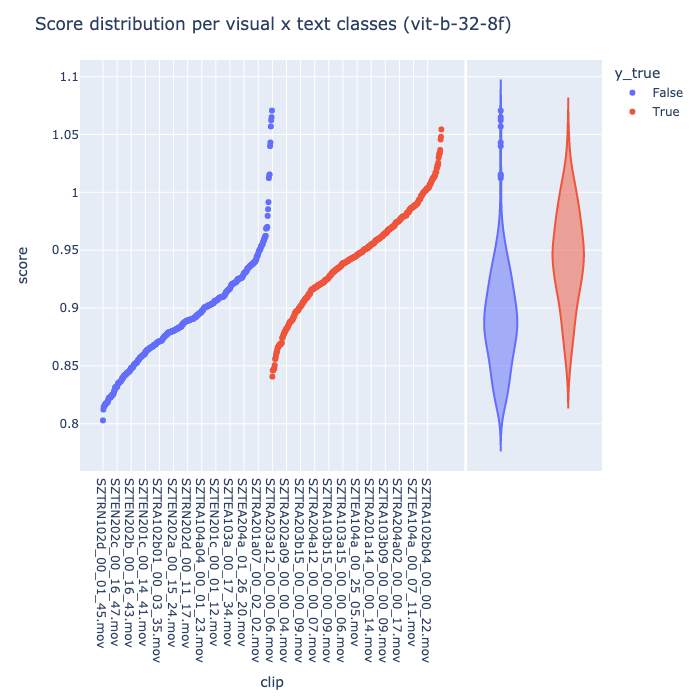 Score distribution per visual x text classes (vit-b-32-8f)
y_true
False
True
1.1
1.05
1
0.95
0.9
0.85
0.8
score
SZTRN102d_00_01_45.mov
SZTEN202c_00_16_47.mov
SZTEN202b_00_16_43.mov
SZTEN201c_00_14_41.mov
SZTRA102b01_00_03_35.mov
SZTEN202a_00_15_24.mov
SZTRN202d_00_11_17.mov
SZTRA104a04_00_01_23.mov
SZTEN201c_00_01_12.mov
SZTEA103a_00_17_34.mov
SZTEA204a_01_26_20.mov
SZTRA201a07_00_02_02.mov
SZTRA203a12_00_00_06.mov
SZTRA202a09_00_00_04.mov
SZTRA203b15_00_00_09.mov
SZTRA204a12_00_00_07.mov
SZTRA103b15_00_00_09.mov
SZTRA103a15_00_00_06.mov
SZTEA104a_00_25_05.mov
SZTRA201a14_00_00_14.mov
SZTRA103b09_00_00_09.mov
SZTRA204a02_00_00_17.mov
SZTEA104a_00_07_11.mov
SZTRA102b04_00_00_22.mov
clip